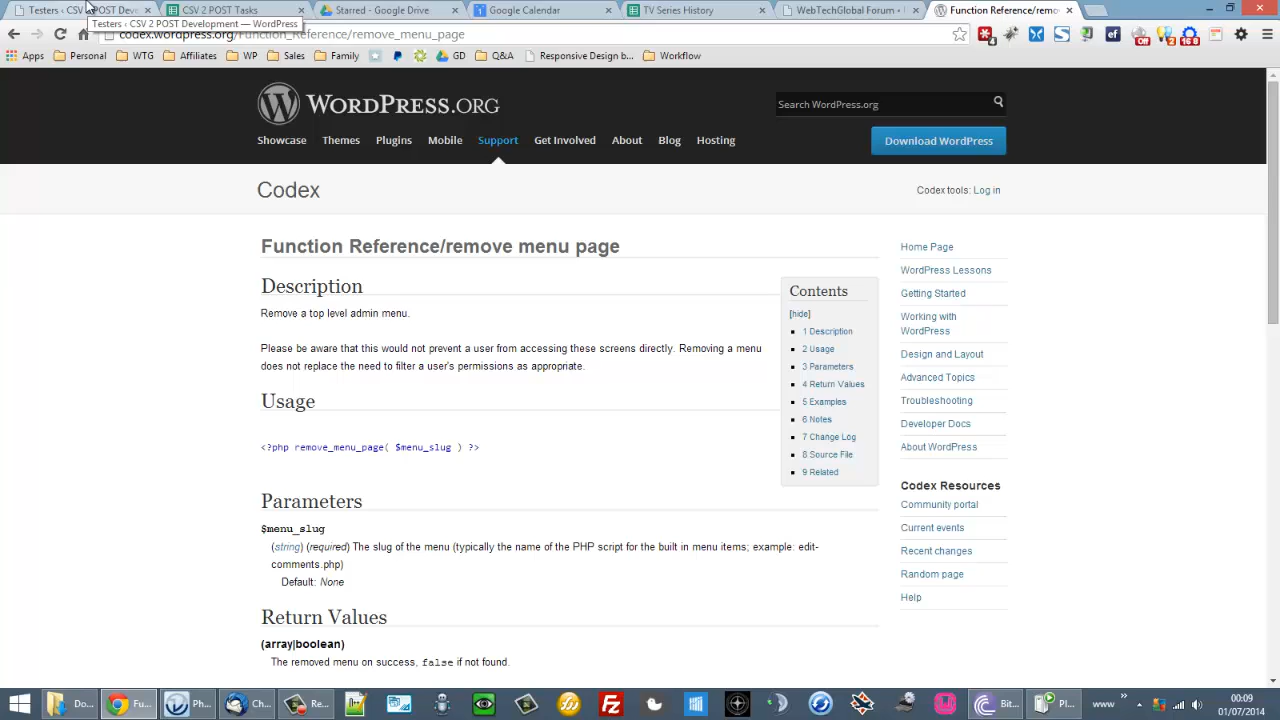 Testers ‹ CSV 2 POST Deve
CSV 2 POST Tasks
Starred - Google Drive
Google Calendar
TV Series History
WebTechGlobal Forum •
Function Reference/remov
Testers ‹ CSV 2 POST Development — WordPress
codex.wordpress.org/Function_Reference/remove_menu_page
Apps
Personal
WTG
Affiliates
WP
Sales
Family
GD
Q&A
Responsive Design b...
Workflow
WORDPRESS.ORG
Search WordPress.org
Showcase
Themes
Plugins
Mobile
Support
Get Involved
About
Blog
Hosting
Download WordPress
Codex
Codex tools: Log in
Function Reference/remove menu page
Description
Remove a top level admin menu.
Please be aware that this would not prevent a user from accessing these screens directly. Removing a menu
does not replace the need to filter a user's permissions as appropriate.
Usage
<?php remove_menu_page( $menu_slug ) ?>
Parameters
$menu_slug
(string) (required) The slug of the menu (typically the name of the PHP script for the built in menu items; example: edit-
comments.php)
Default: None
Return Values
(array|boolean)
The removed menu on success, false if not found.
Contents
[hide]
1 Description
2 Usage
3 Parameters
4 Return Values
5 Examples
6 Notes
7 Change Log
8 Source File
9 Related
Home Page
WordPress Lessons
Getting Started
Working with
WordPress
Design and Layout
Advanced Topics
Troubleshooting
Developer Docs
About WordPress
Codex Resources
Community portal
Current events
Recent changes
Random page
Help
Do...
Fu...
Ph...
Ch...
Re...
Bit...
Pl...
www
00:09
01/07/2014